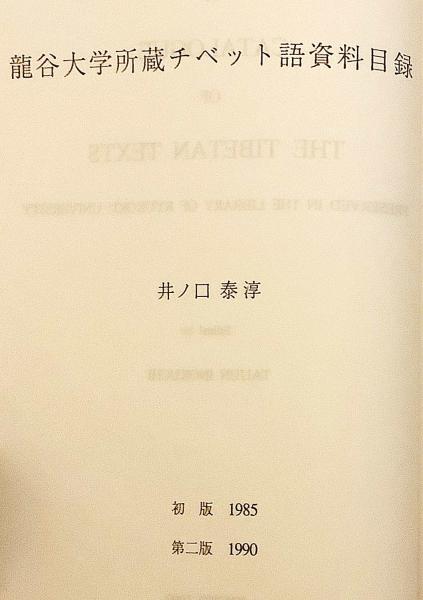 龍谷大学所蔵チベット語資料目録
井ノ口 泰淳
初 版 1985
第二版 1990